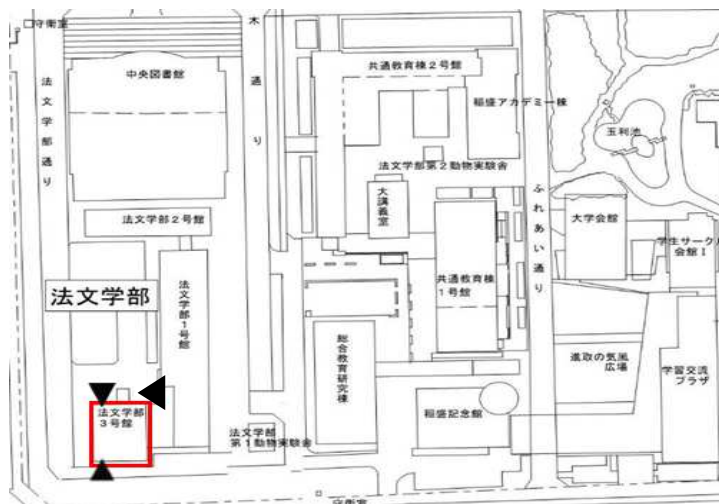 守衛室
木通り
法文学部通り
中央図書館
共通教育棟2号館
稲盛アカデミー棟
玉利池
法文学部第2動物実験舎
大講義室
ふれあい通り
法文学部2号館
大学会館
学生サークル
会館Ⅰ
共通教育棟
1号館
法文学部
法文学部1号館
総合教育研究棟
進取の気風
広場
学習交流
プラザ
法文学部
3号館
稲盛記念館
法文学部
第1動物実験舎
守衛室